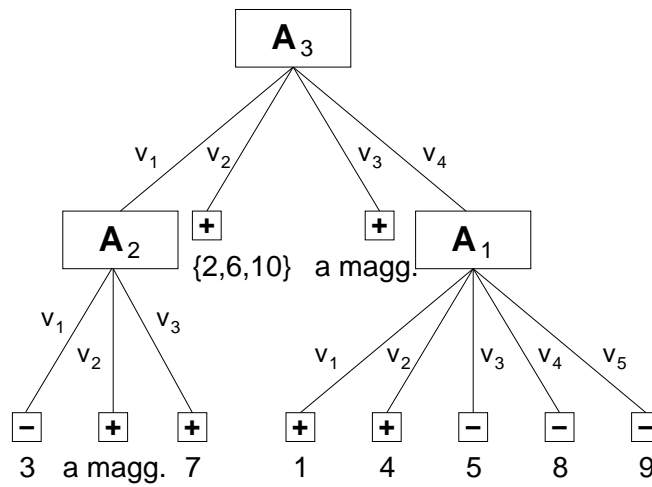 A3
v1 v2 v3 v4
A2 + + A1
{2,6,10} a magg.
v1 v2 v3 v1 v2 v3 v4 v5
− + + + + − − −
3 a magg. 7 1 4 5 8 9